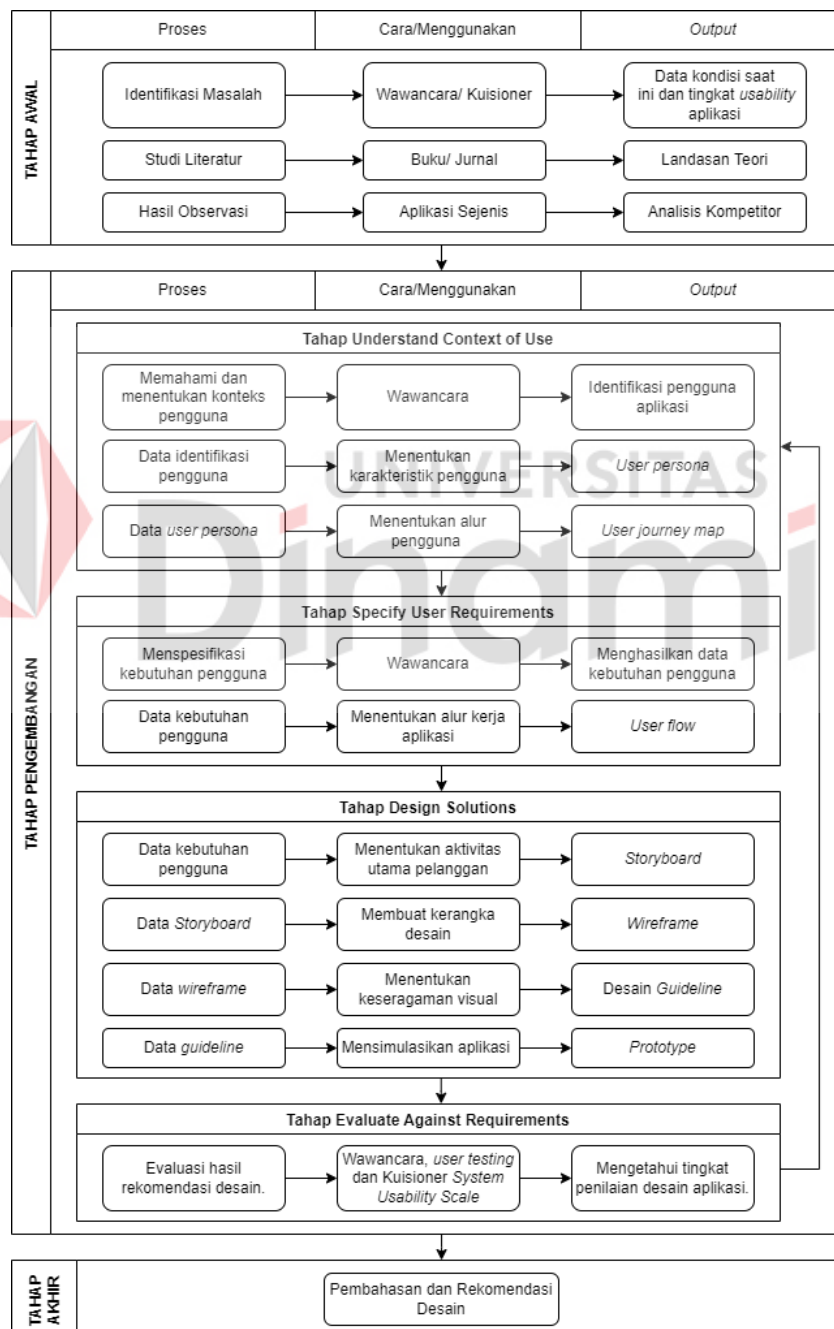 TAHAP AWAL
Proses
Cara/Menggunakan
Output
Identifikasi Masalah
Wawancara/ Kuisioner
Data kondisi saat
ini dan tingkat usability
aplikasi
Studi Literatur
Buku/ Jurnal
Landasan Teori
Hasil Observasi
Aplikasi Sejenis
Analisis Kompetitor
TAHAP PENGEMBANGAN
Proses
Cara/Menggunakan
Output
Tahap Understand Context of Use
Memahami dan
menentukan konteks
pengguna
Wawancara
Identifikasi pengguna
aplikasi
Data identifikasi
pengguna
Menentukan
karakteristik pengguna
User persona
Data user persona
Menentukan alur
pengguna
User journey map
UNIVERSITAS
Dinami
Tahap Specify User Requirements
Menspesifikasi
kebutuhan pengguna
Wawancara
Menghasilkan data
kebutuhan pengguna
Data kebutuhan
pengguna
Menentukan alur kerja
aplikasi
User flow
Tahap Design Solutions
Data kebutuhan
pengguna
Menentukan aktivitas
utama pelanggan
Storyboard
Data Storyboard
Membuat kerangka
desain
Wireframe
Data wireframe
Menentukan
keseragaman visual
Desain Guideline
Data guideline
Mensimulasikan aplikasi
Prototype
Tahap Evaluate Against Requirements
Evaluasi hasil
rekomendasi desain.
Wawancara, user testing
dan Kuisioner System
Usability Scale
Mengetahui tingkat
penilaian desain aplikasi.
TAHAP
AKHIR
Pembahasan dan Rekomendasi
Desain